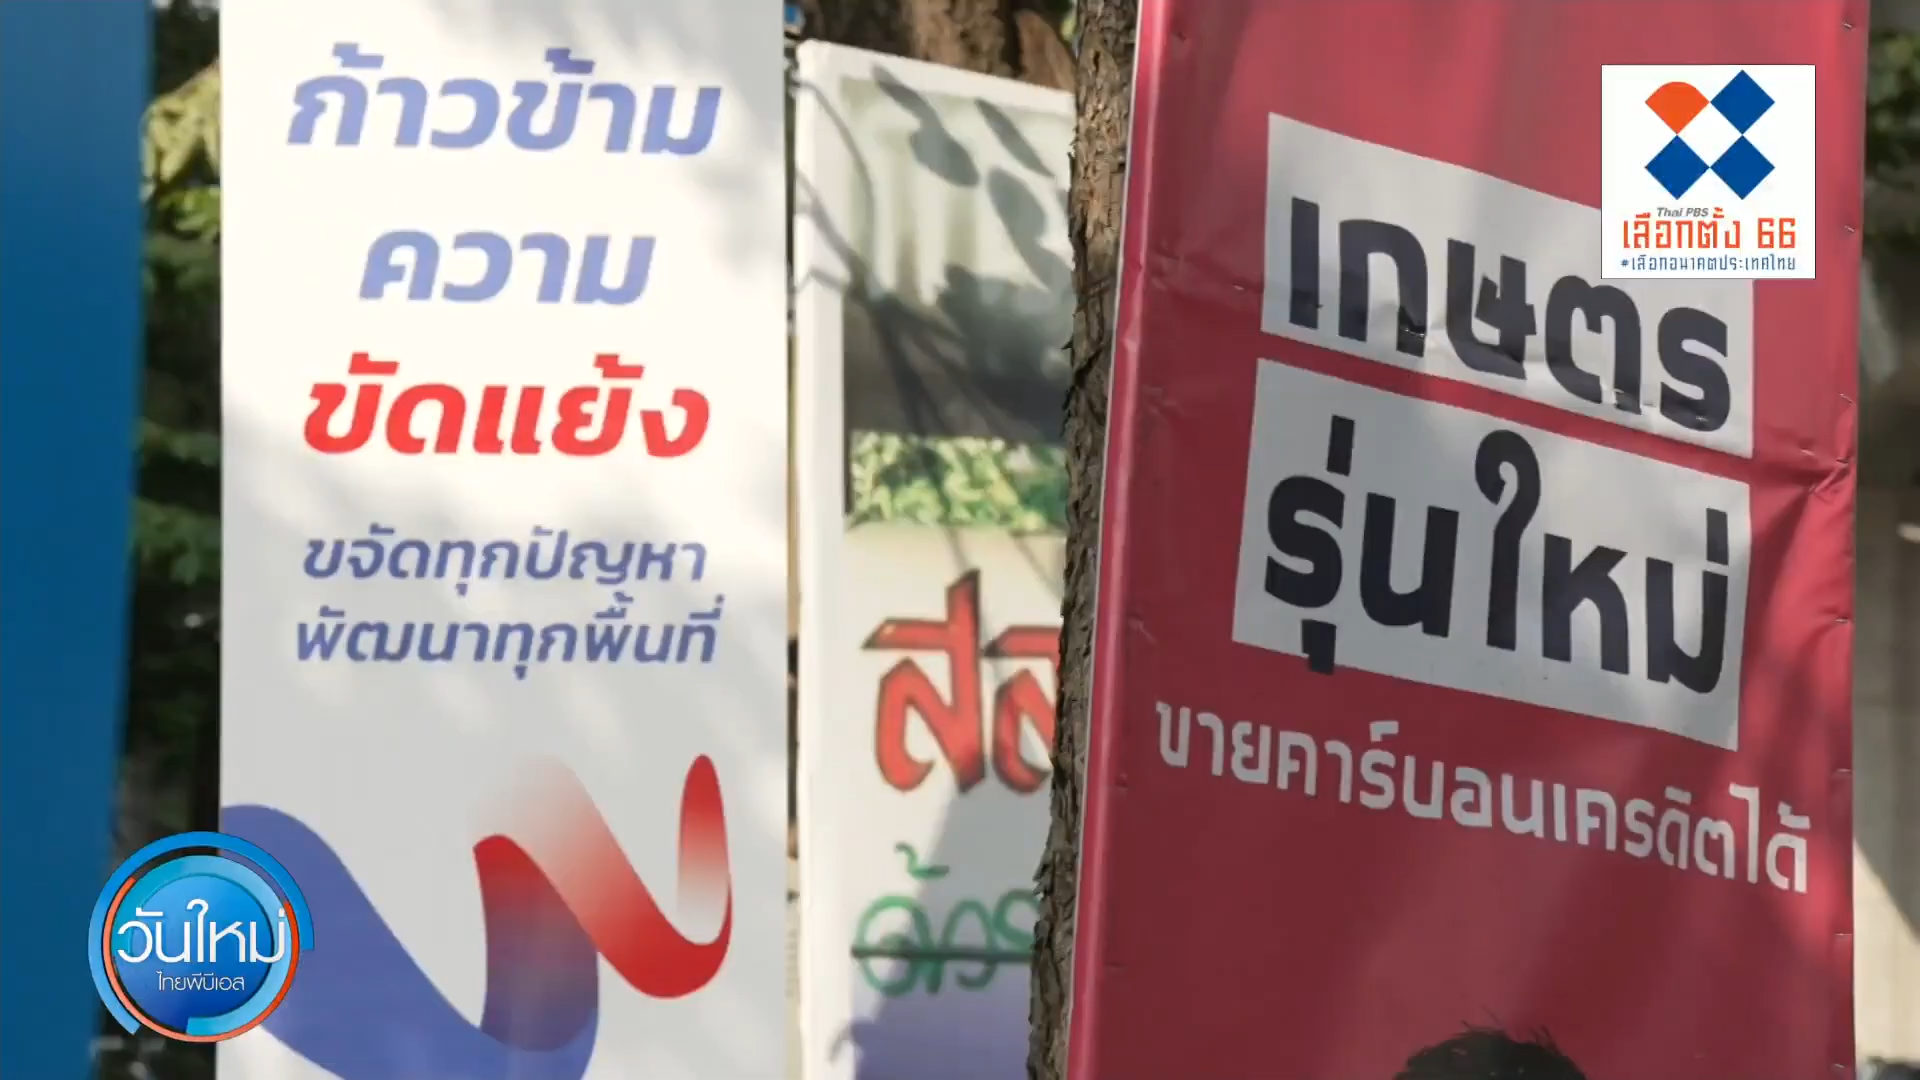 ก้าวข้าม
ความ
ขัดแย้ง
ขจัดทุกปัญหา
พัฒนาทุกพื้นที่
เกษตร
รุ่นใหม่
ขายคาร์บอนเครดิตได้
Thai PBS
เลือกตั้ง 66
#เลือกอนาคตประเทศไทย
วันใหม่
ไทยพีบีเอส